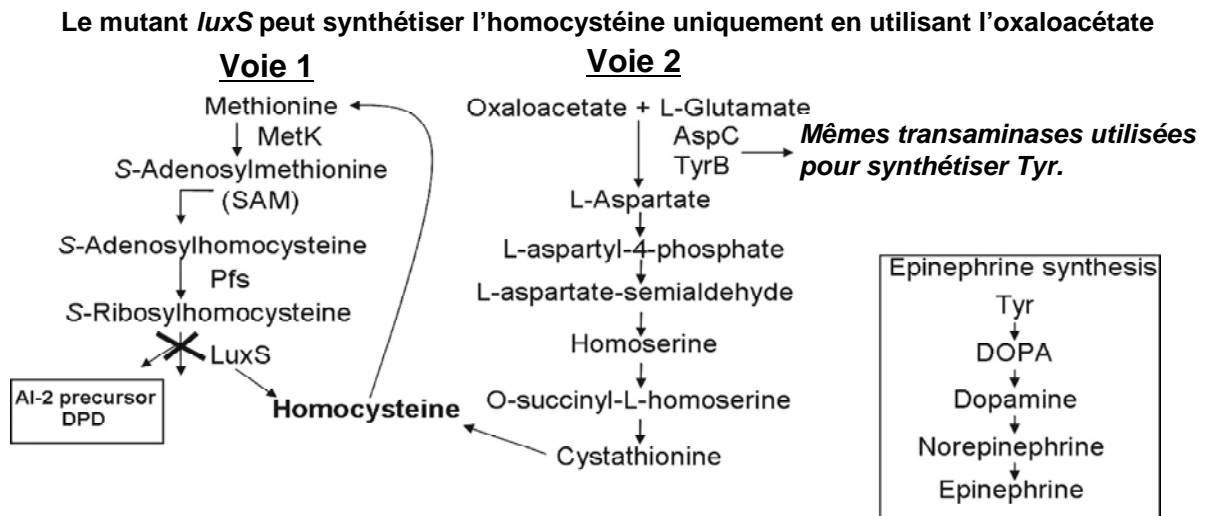 Le mutant luxS peut synthétiser l’homocystéine uniquement en utilisant l’oxaloacétate
Voie 1
Methionine
MetK
S-Adenosylmethionine
(SAM)
S-Adenosylhomocysteine
Pfs
S-Ribosylhomocysteine
LuxS
AI-2 precursor
DPD
Homocysteine
Voie 2
Oxaloacetate + L-Glutamate
AspC
TyrB
Mêmes transaminases utilisées
pour synthétiser Tyr.
L-Aspartate
L-aspartyl-4-phosphate
L-aspartate-semialdehyde
Homoserine
O-succinyl-L-homoserine
Cystathionine
Epinephrine synthesis
Tyr
DOPA
Dopamine
Norepinephrine
Epinephrine